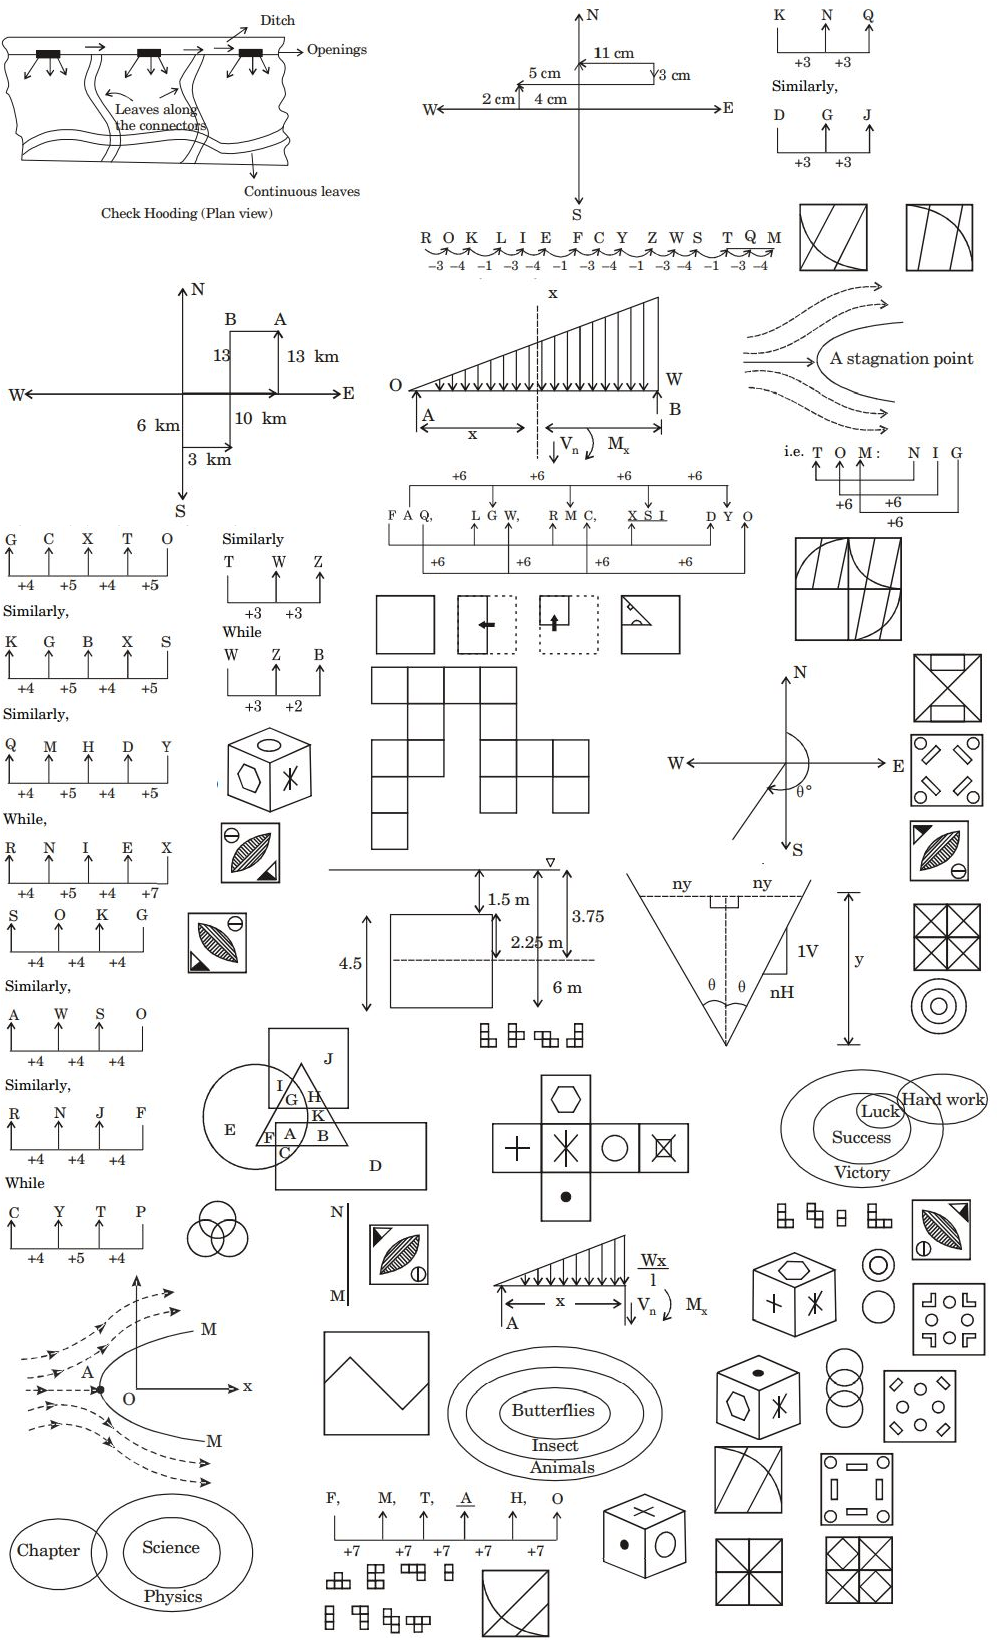 Ditch
Openings
Leaves along
the connectors
Continuous leaves
Check Hooding (Plan view)
N
11 cm
5 cm
3 cm
2 cm
4 cm
W
E
S
K N Q
+3 +3
Similarly,
D G J
+3 +3
R O K L I E F C Y Z W S T Q M
−3 −4 −1 −3 −4 −1 −3 −4 −1 −3 −4 −1 −3 −4
N
B A
13
13 km
W
E
6 km
10 km
3 km
S
x
O
W
A
B
x
Vn
Mx
A stagnation point
i.e. T O M : N I G
+6
+6
+6
+6 +6 +6 +6
F A Q, L G W, R M C, X S I D Y O
+6 +6 +6 +6
G C X T O
+4 +5 +4 +5
Similarly,
K G B X S
+4 +5 +4 +5
Similarly,
Q M H D Y
+4 +5 +4 +5
While,
R N I E X
+4 +5 +4 +7
Similarly
T W Z
+3 +3
While
W Z B
+3 +2
N
W
E
θ°
S
S O K G
+4 +4 +4
Similarly,
A W S O
+4 +4 +4
Similarly,
R N J F
+4 +4 +4
While
C Y T P
+4 +5 +4
1.5 m
3.75
2.25 m
4.5
6 m
ny ny
1V
y
θ θ
nH
J
I
H
G
K
E
F
A
B
C
D
Hard work
Luck
Success
Victory
N
M
Wx
l
x
Vn
Mx
A
M
A
O
x
M
Butterflies
Insect
Animals
Chapter
Science
Physics
F, M, T, A H, O
+7 +7 +7 +7 +7